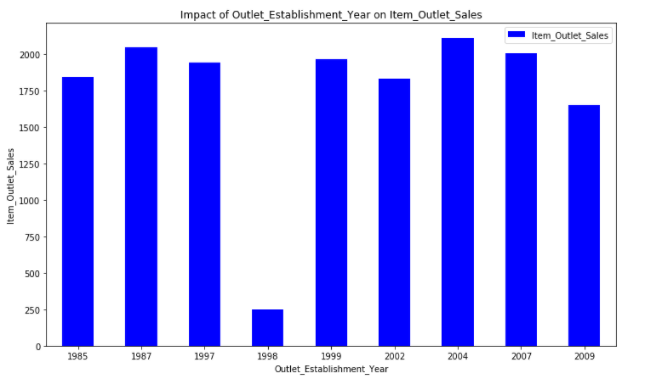 Impact of Outlet_Establishment_Year on Item_Outlet_Sales
Item_Outlet_Sales
2000
1750
1500
1250
1000
750
500
250
0
Item_Outlet_Sales
1985 1987 1997 1998 1999 2002 2004 2007 2009
Outlet_Establishment_Year